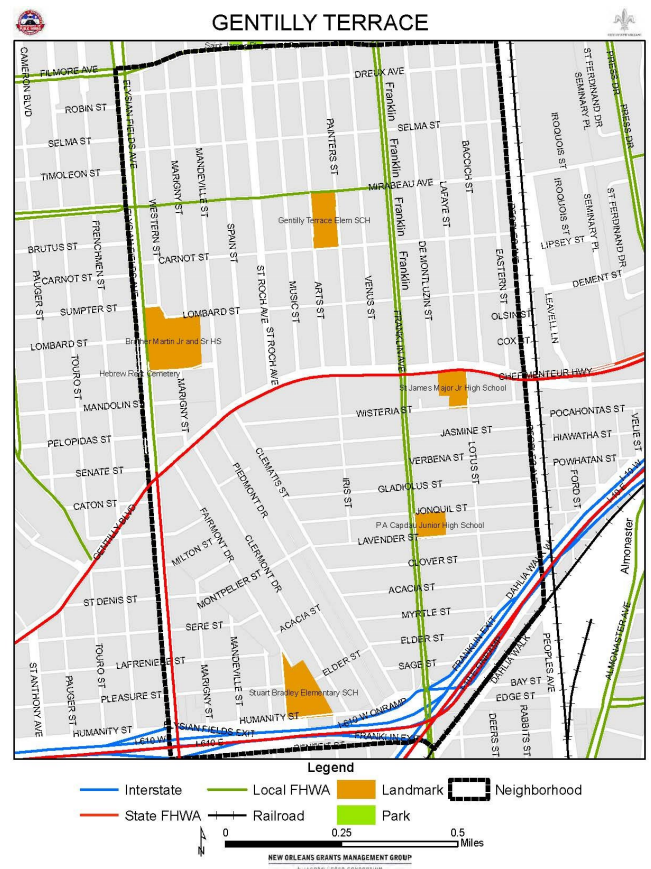 GENTILLY TERRACE
CAMERON BLVD
FILMORE AVE
ROBIN ST
SELMA ST
TIMOLEON ST
ELYSIAN FIELDS AVE
MARIGNY ST
MANDEVILLE ST
PAINTERS ST
DREUX AVE
Franklin
Franklin
Franklin
Franklin
SELMA ST
BACCICH ST
MIRABEAU AVE
LAFAYE ST
ST FERDINAND DR
SEMINARY PL
PRESS DR
PRESS DR
IROQUOIS ST
IROQUOIS ST
SEMINARY PL
ST FERDINAND DR
LIPSEY ST
DEMENT ST
Gentilly Terrace Elem SCH
WESTERN ST
FRENCHMEN ST
BRUTUS ST
CARNOT ST
CARNOT ST
SPAIN ST
PAUGER ST
SUMPTER ST
LOMBARD ST
LOMBARD ST
ST ROCH AVE
ST ROCH AVE
MUSIC ST
ARTS ST
VENUS ST
DE MONTLUZIN ST
FRANKLIN AVE
EASTERN ST
OLSIN ST
COX ST
LEAVELL LN
CHEF MENTEUR HWY
Brother Martin Jr and Sr HS
Hebrew Rest Cemetery
TOURO ST
MARIGNY ST
MANDOLIN ST
St James Major Jr High School
WISTERIA ST
POCAHONTAS ST
VELIE ST
JASMINE ST
HIAWATHA ST
PELOPIDAS ST
VERBENA ST
LOTUS ST
POWHATAN ST
SENATE ST
CLEMATIS ST
PIEDMONT DR
IRIS ST
GLADIOLUS ST
FORD ST
I-10 W
I-10 E
CATON ST
JONQUIL ST
P A Capdau Junior High School
GENTILLY BLVD
FAIRMONT DR
CLERMONT DR
LAVENDER ST
MILTON ST
CLOVER ST
Almonaster
DAHLIA WALK
MONTPELIER ST
ACACIA ST
ACACIA ST
ST DENIS ST
MYRTLE ST
SERE ST
ELDER ST
ELDER ST
FRANKLIN EXIT
DAHLIA WALK
PEOPLES AVE
ALMONASTER AVE
MANDEVILLE ST
LAFRENIERE ST
SAGE ST
ST ANTHONY AVE
TOURO ST
PAUGER ST
MARIGNY ST
PLEASURE ST
Stuart Bradley Elementary SCH
BAY ST
EDGE ST
HUMANITY ST
HUMANITY ST
I-610 W ONRAMP
ELYSIAN FIELDS EXIT
I-610 W
I-610 E
FRANKLIN EXIT
DEERS ST
RABBITS ST
Legend
Interstate
Local FHWA
Landmark
Neighborhood
State FHWA
Railroad
Park
N
0
0.25
0.5
Miles
NEW ORLEANS GRANTS MANAGEMENT GROUP